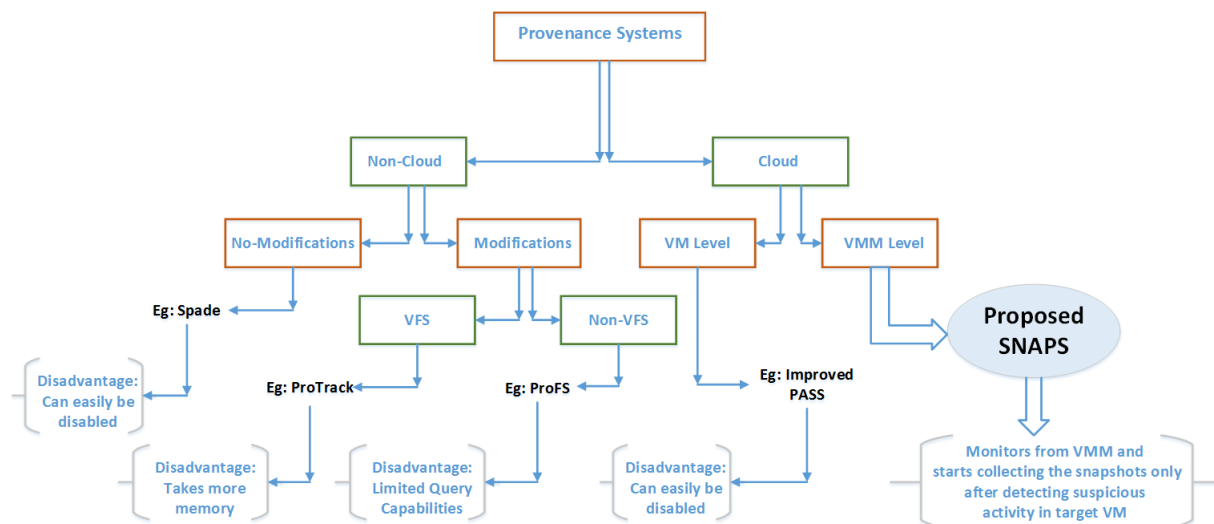 Provenance Systems
Non-Cloud
Cloud
No-Modifications
Modifications
VM Level
VMM Level
Eg: Spade
VFS
Non-VFS
Proposed
SNAPS
Disadvantage:
Can easily be
disabled
Eg: ProTrack
Eg: ProFS
Eg: Improved
PASS
Disadvantage:
Takes more
memory
Disadvantage:
Limited Query
Capabilities
Disadvantage:
Can easily be
disabled
Monitors from VMM and
starts collecting the snapshots only
after detecting suspicious
activity in target VM